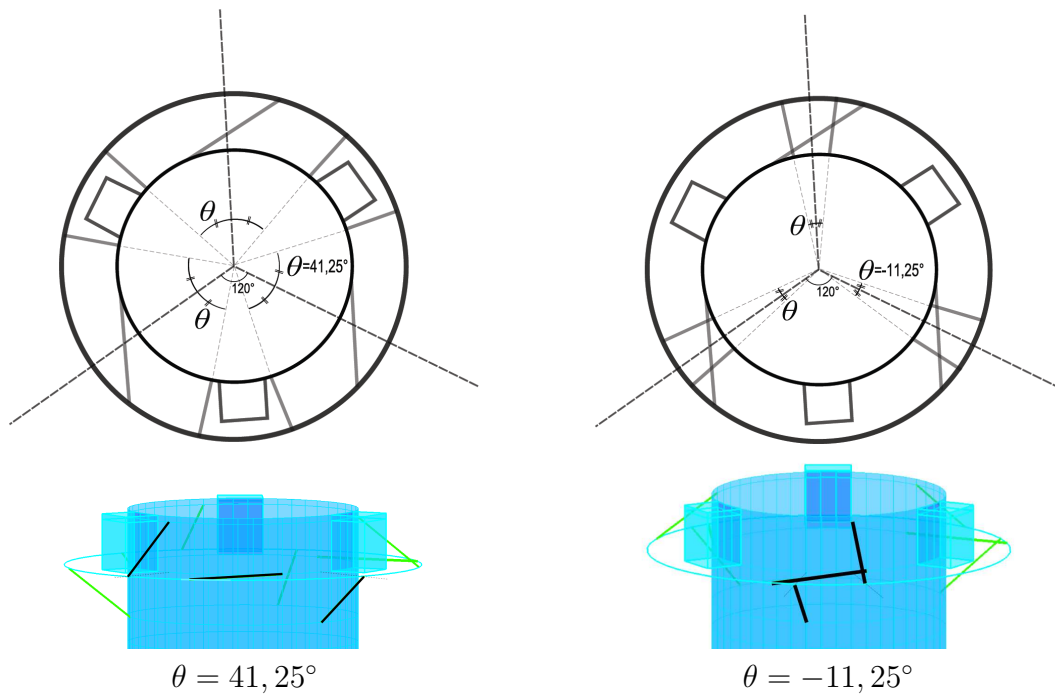 θ
θ=41,25°
120°
θ
θ
θ=-11,25°
120°
θ
θ = 41, 25°
θ = −11, 25°